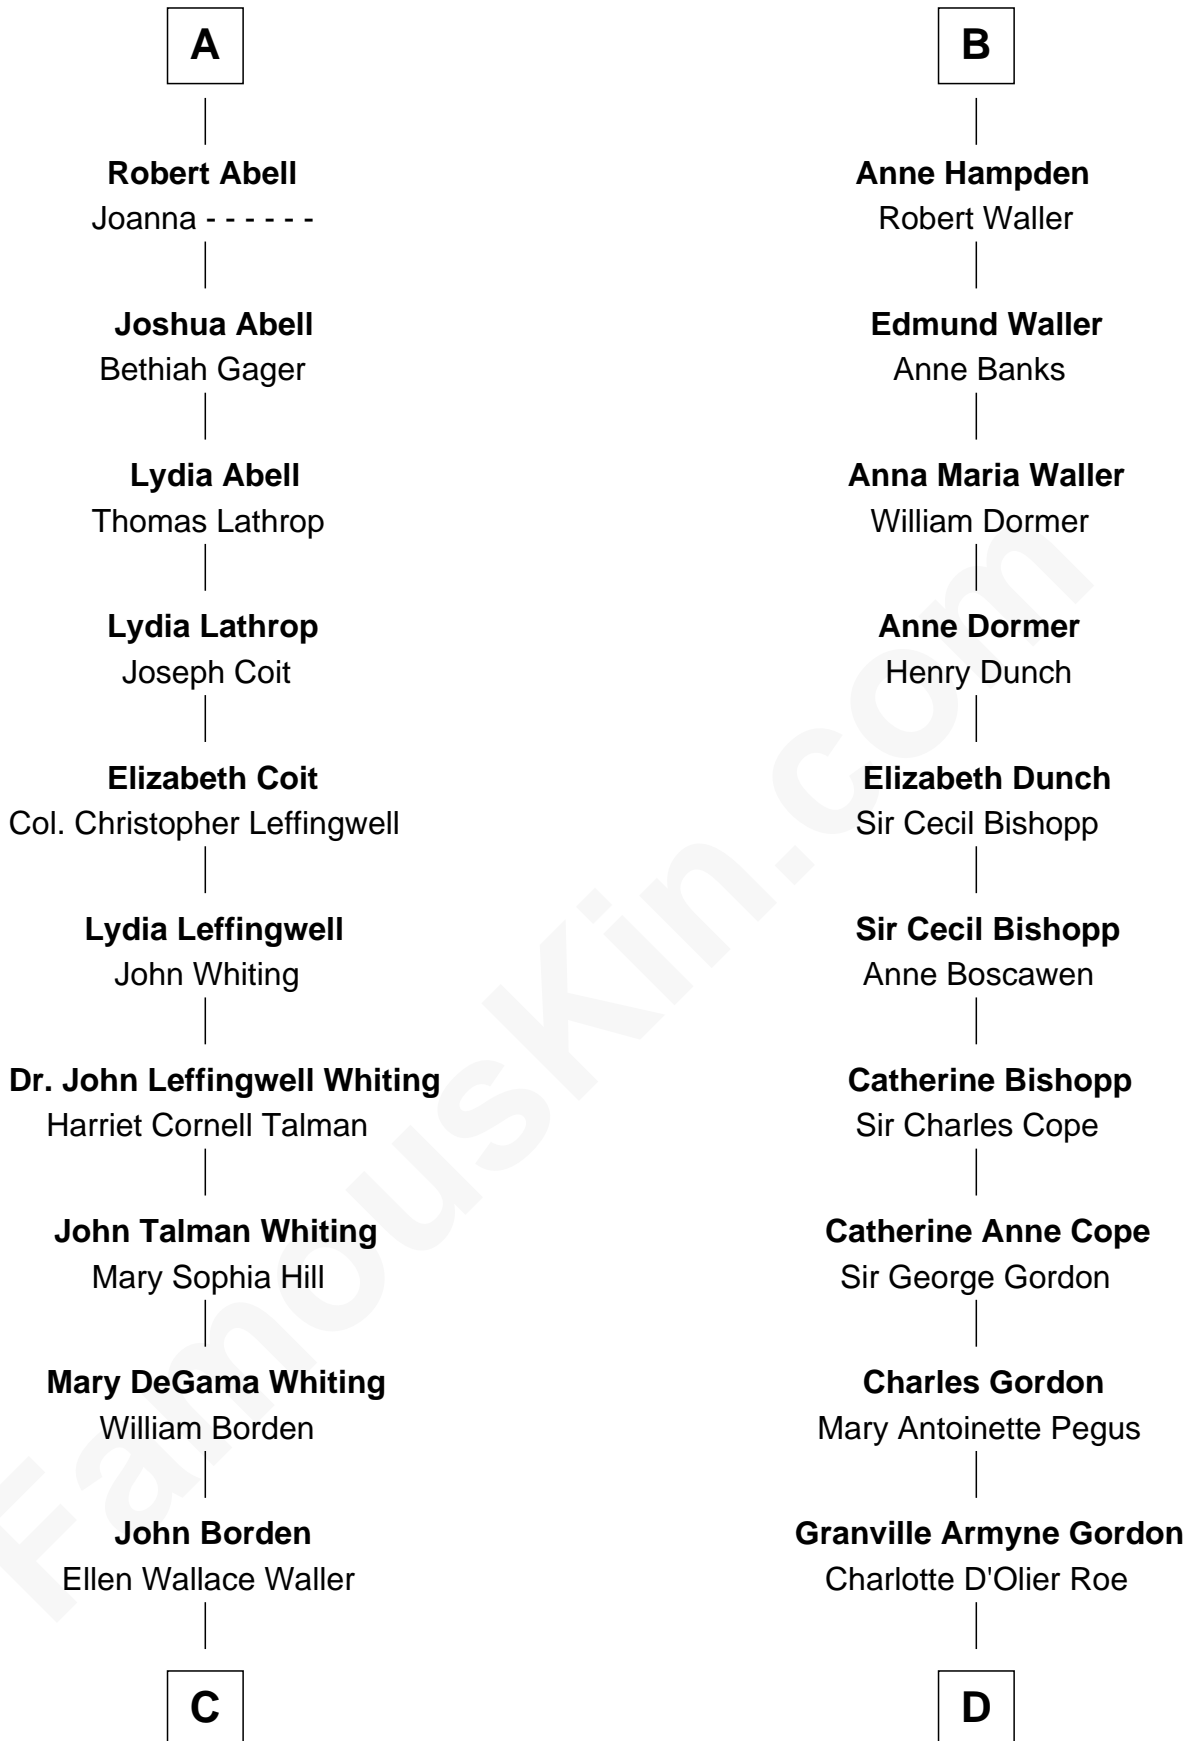 A
Robert Abell
Joanna - - - - - -
Joshua Abell
Bethiah Gager
Lydia Abell
Thomas Lathrop
Lydia Lathrop
Joseph Coit
Elizabeth Coit
Col. Christopher Leffingwell
Lydia Leffingwell
John Whiting
Dr. John Leffingwell Whiting
Harriet Cornell Talman
John Talman Whiting
Mary Sophia Hill
Mary DeGama Whiting
William Borden
John Borden
Ellen Wallace Waller
C
B
Anne Hampden
Robert Waller
Edmund Waller
Anne Banks
Anna Maria Waller
William Dormer
Anne Dormer
Henry Dunch
Elizabeth Dunch
Sir Cecil Bishopp
Sir Cecil Bishopp
Anne Boscawen
Catherine Bishopp
Sir Charles Cope
Catherine Anne Cope
Sir George Gordon
Charles Gordon
Mary Antoinette Pegus
Granville Armyne Gordon
Charlotte D'Olier Roe
D
FamousKin.com